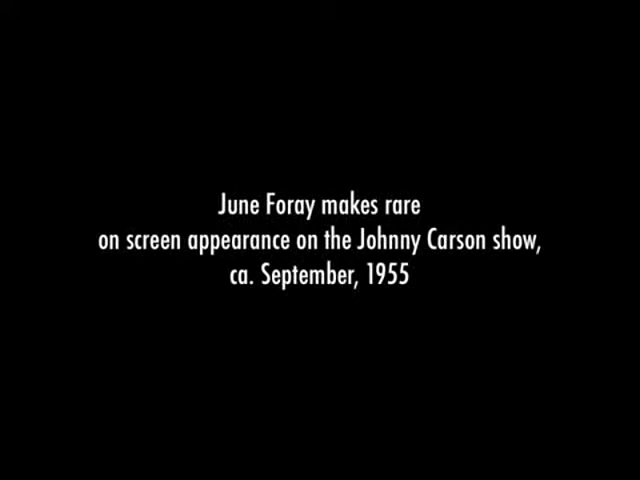 June Foray makes rare
on screen appearance on the Johnny Carson show,
ca. September, 1955